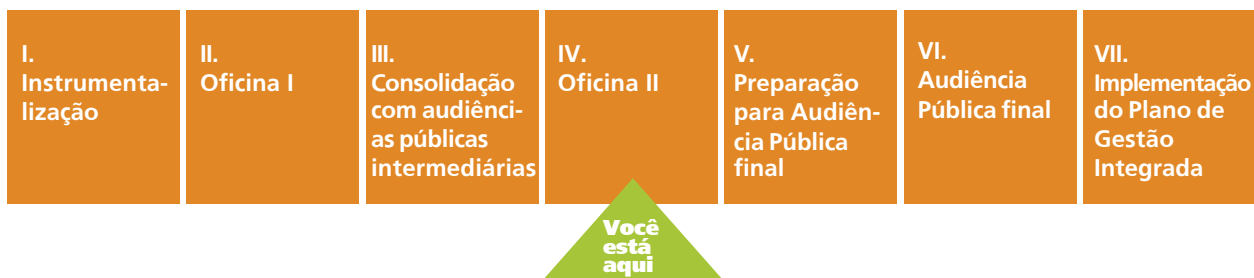 I.
Instrumenta-
lização
II.
Oficina I
III.
Consolidação
com audiênci-
as públicas
intermediárias
IV.
Oficina II
V.
Preparação
para Audiên-
cia Pública
final
VI.
Audiência
Pública final
VII.
Implementação
do Plano de
Gestão
Integrada
Você
está
aqui